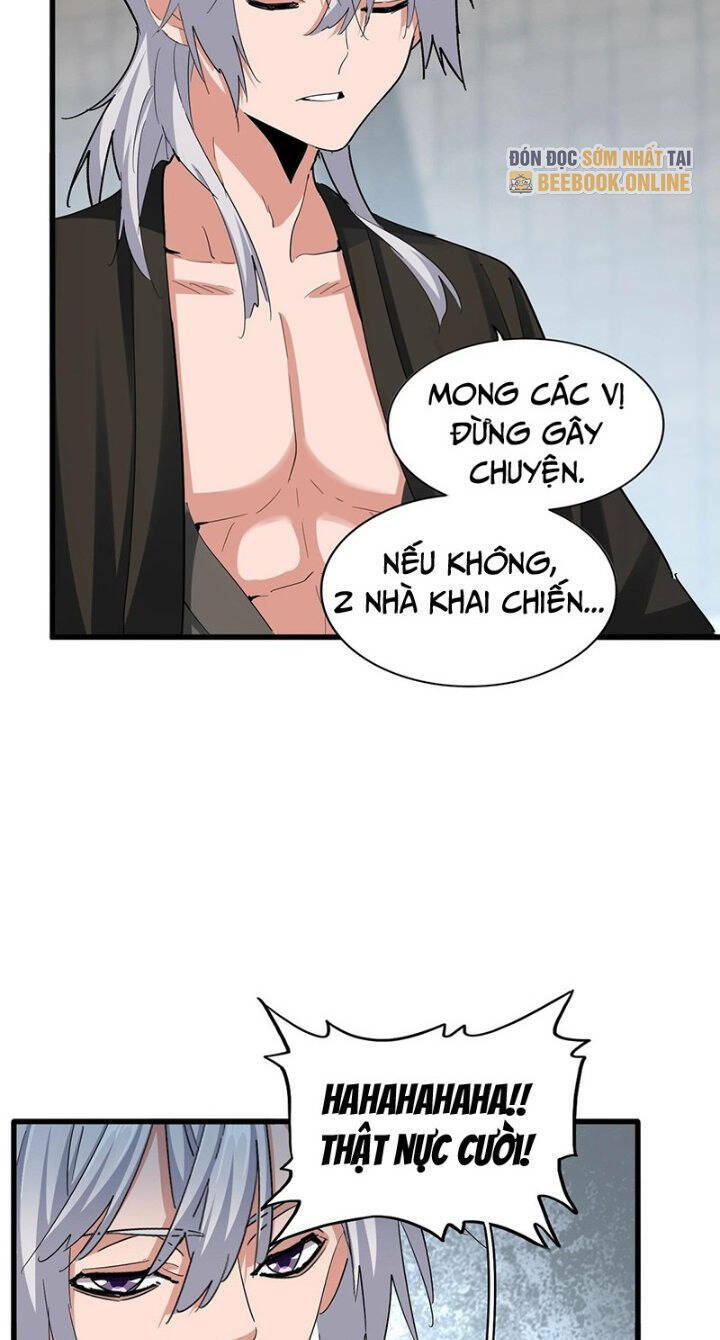 ĐÓN ĐỌC SỚM NHẤT TẠI
BEEBOOK.ONLINE
MONG CÁC VỊ
ĐỪNG GÂY
CHUYỆN.
NẾU KHÔNG,
2 NHÀ KHAI CHIẾN...
HAHAHAHAHA!!
THẬT NỰC CƯỜI!